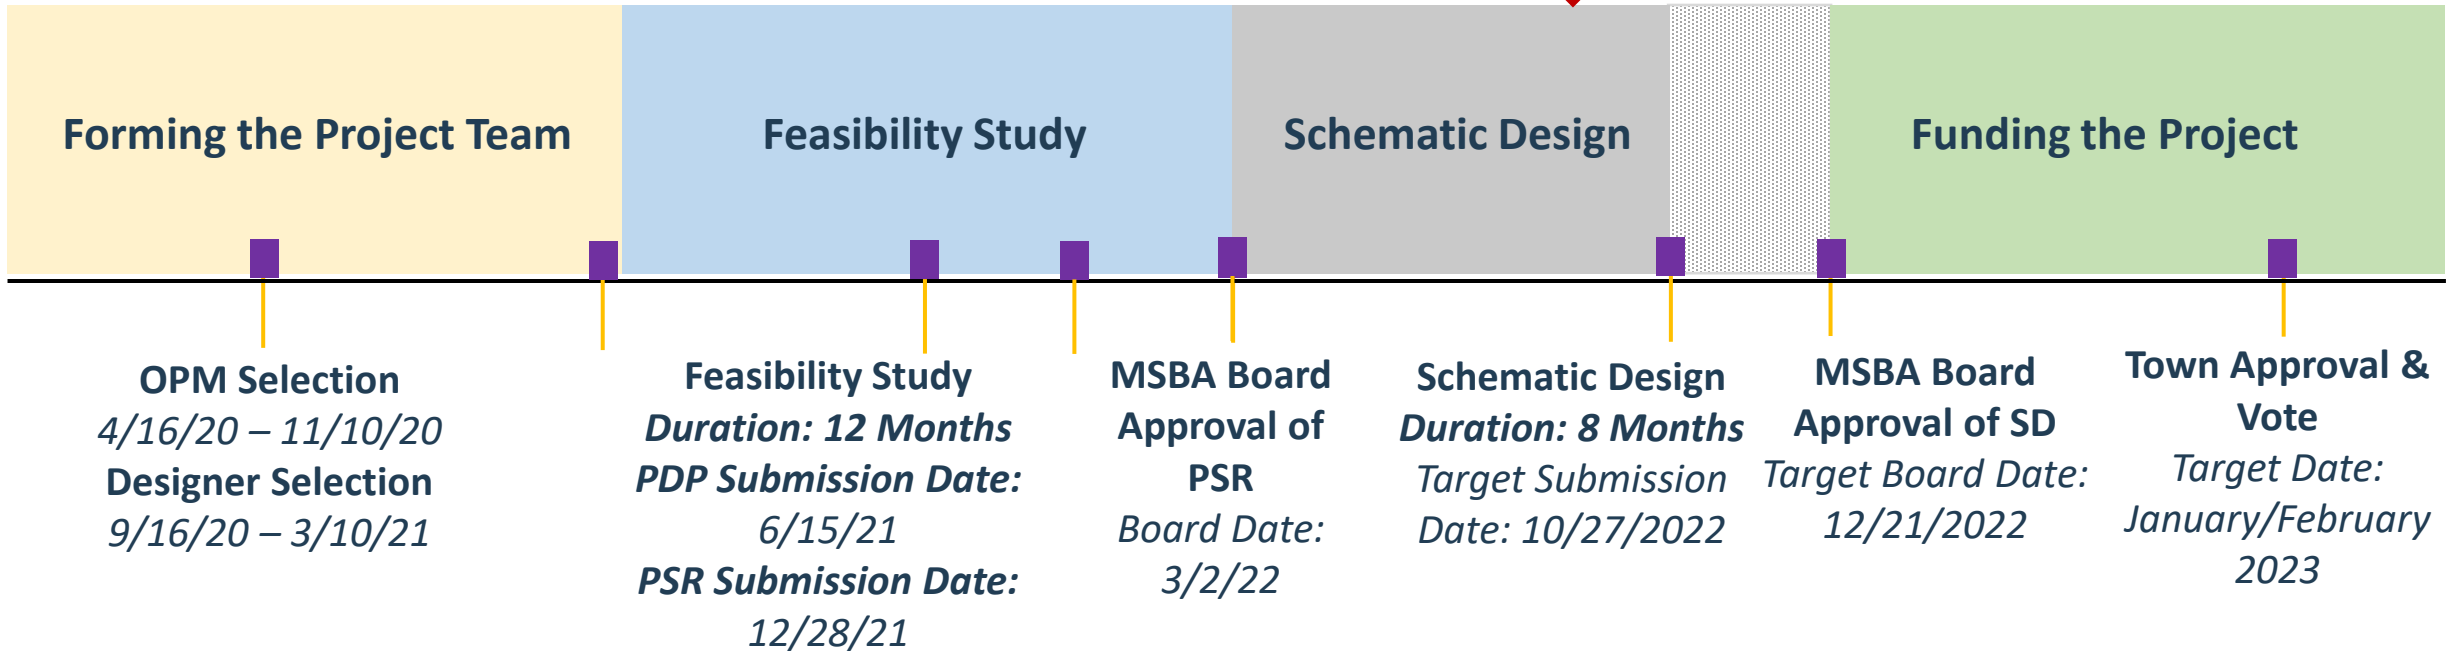 Forming the Project Team
Feasibility Study
Schematic Design
Funding the Project
OPM Selection
4/16/20 – 11/10/20
Designer Selection
9/16/20 – 3/10/21
Feasibility Study
Duration: 12 Months
PDP Submission Date:
6/15/21
PSR Submission Date:
12/28/21
MSBA Board
Approval of
PSR
Board Date:
3/2/22
Schematic Design
Duration: 8 Months
Target Submission
Date: 10/27/2022
MSBA Board
Approval of SD
Target Board Date:
12/21/2022
Town Approval &
Vote
Target Date:
January/February
2023